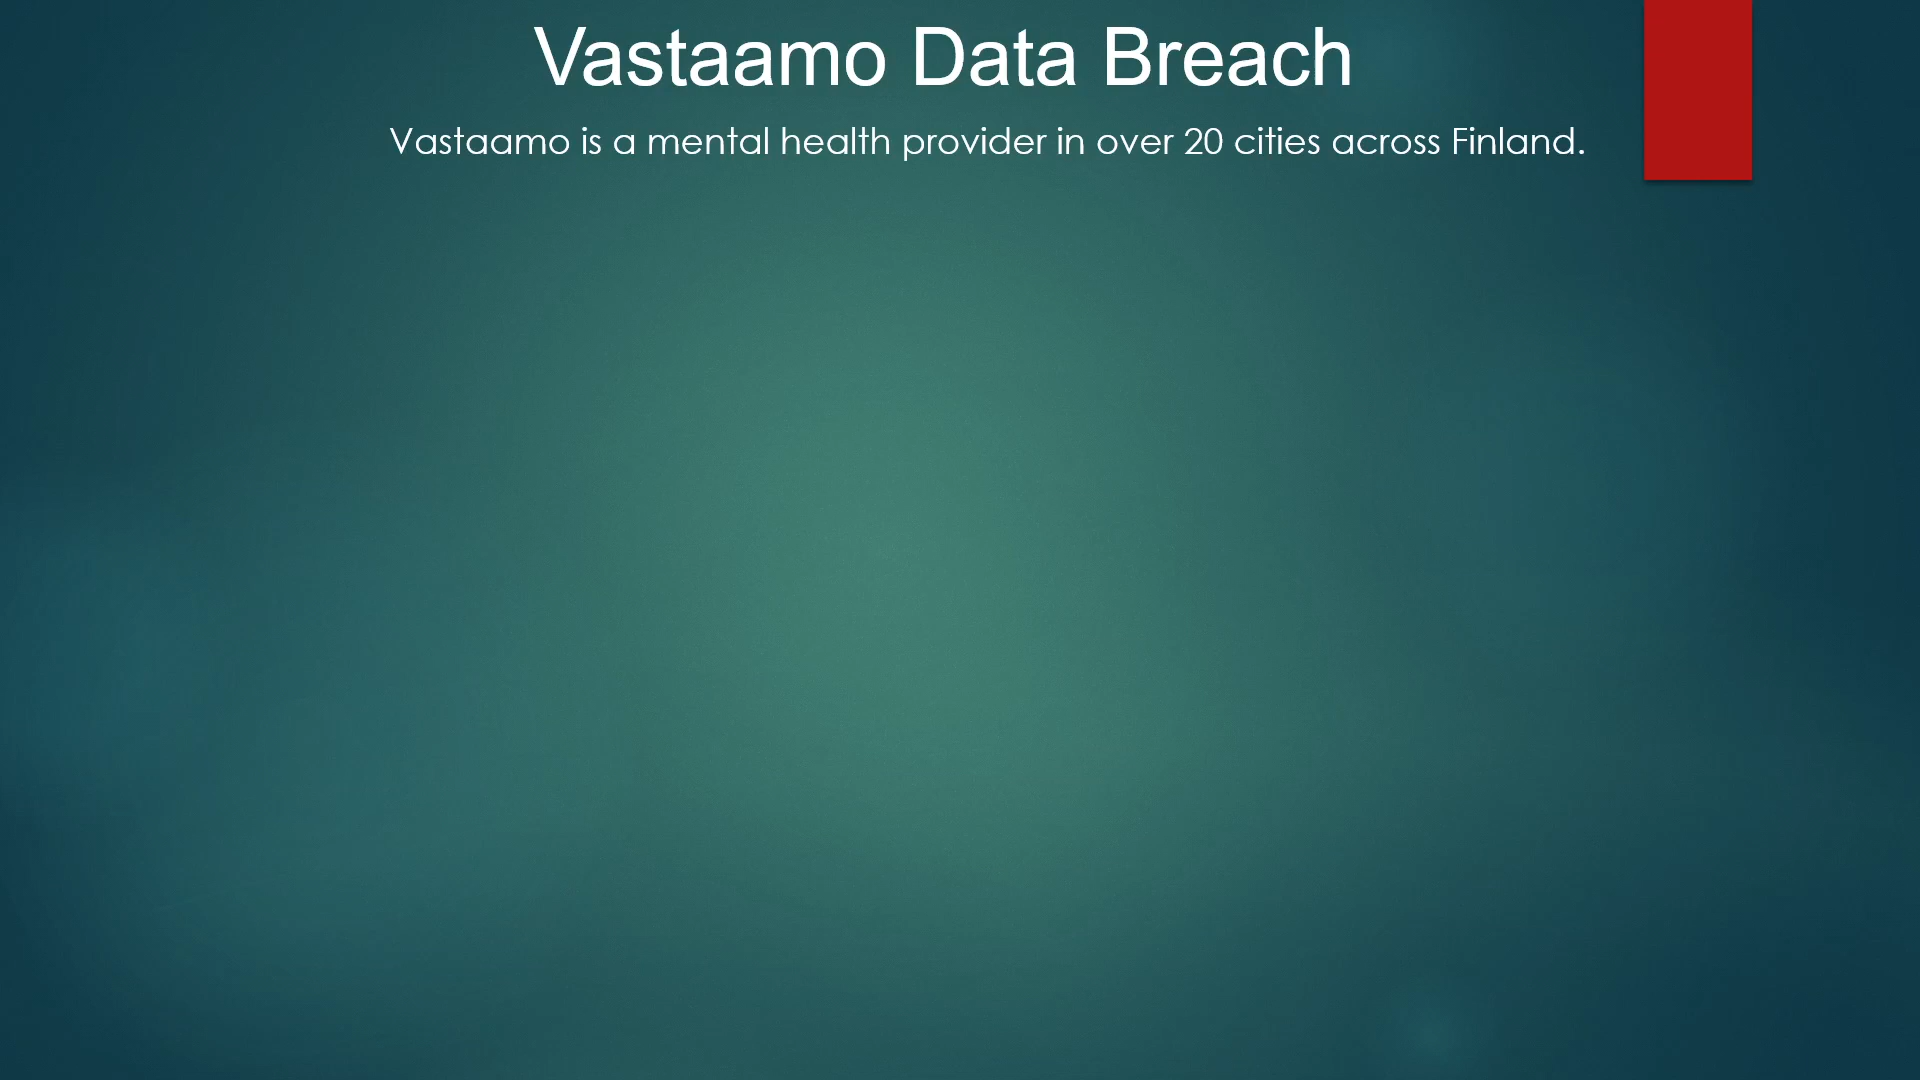 Vastaamo Data Breach
Vastaamo is a mental health provider in over 20 cities across Finland.